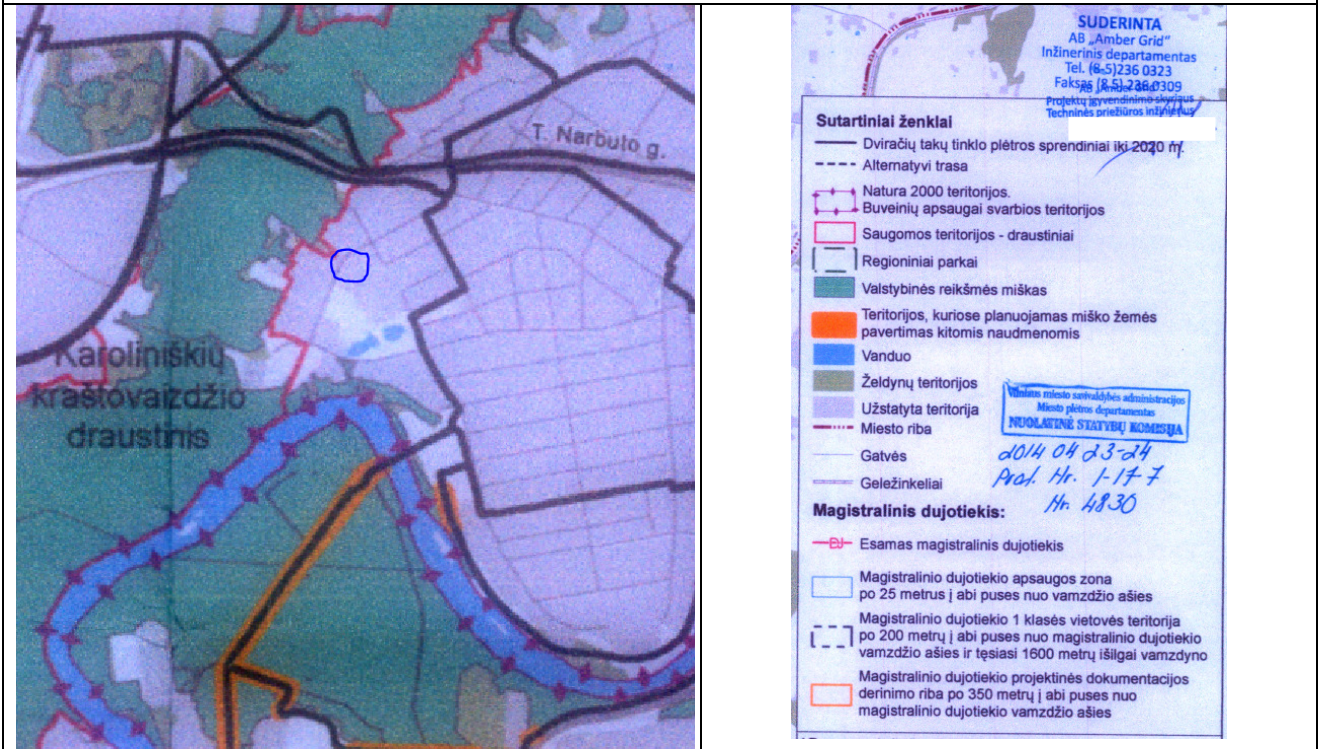 T. Narbuto g.
Karoliniškių
kraštovaizdžio
draustinis
SUDERINTA
AB „Amber Grid”
Inžinerinis departamentas
Tel. (8-5)236 0323
Faksas (8-5) 236 0309
Projektų įgyvendinimo skyriaus
Techninės priežiūros inžinierius
Sutartiniai ženklai
Dviračių takų tinklo plėtros sprendiniai iki 2020 m.
Alternatyvi trasa
Natura 2000 teritorijos.
Buveinių apsaugai svarbios teritorijos
Saugomos teritorijos - draustiniai
Regioniniai parkai
Valstybinės reikšmės miškas
Teritorijos, kuriose planuojamas miško žemės
pavertimas kitomis naudmenomis
Vanduo
Želdynų teritorijos
Užstatyta teritorija
Miesto riba
Gatvės
Geležinkeliai
Vilniaus miesto savivaldybės administracijos
Miesto plėtros departamentas
NUOLATINĖ STATYBŲ KOMISIJA
2014 04 23-24
Prot. Nr. 1-17-7
Nr. 4830
Magistralinis dujotiekis:
Esamas magistralinis dujotiekis
Magistralinio dujotiekio apsaugos zona
po 25 metrus į abi puses nuo vamzdžio ašies
Magistralinio dujotiekio 1 klasės vietovės teritorija
po 200 metrų į abi puses nuo magistralinio dujotiekio
vamzdžio ašies ir tęsiasi 1600 metrų išilgai vamzdyno
Magistralinio dujotiekio projektinės dokumentacijos
derinimo riba po 350 metrų į abi puses nuo
magistralinio dujotiekio vamzdžio ašies